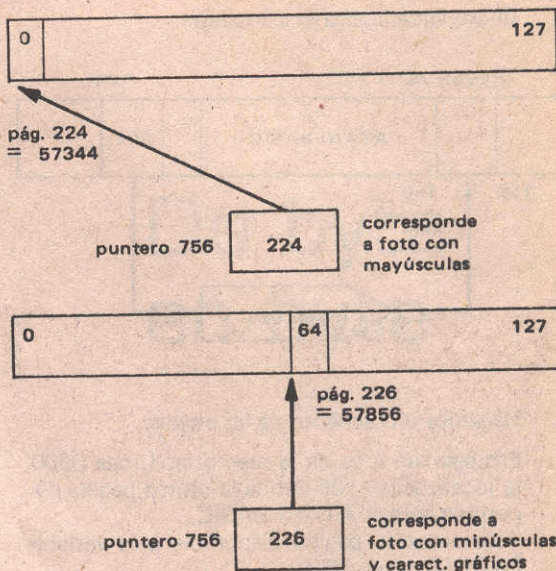 0 127
pág. 224
= 57344
puntero 756 224 corresponde
a foto con
mayúsculas
0 64 127
pág. 226
= 57856
puntero 756 226 corresponde a
foto con minúsculas
y caract. gráficos